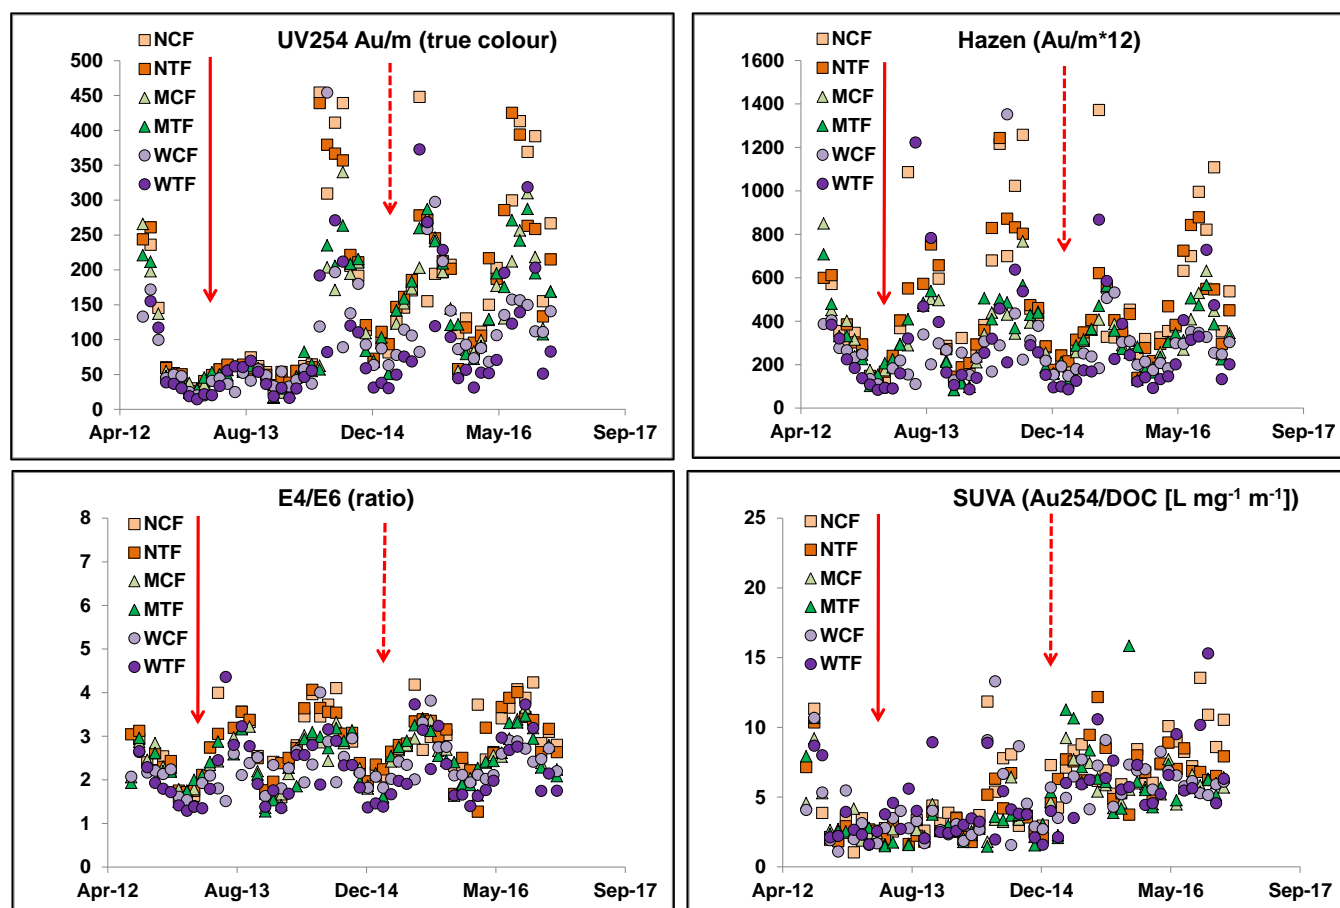 UV254 Au/m (true colour)
NCF
NTF
MCF
MTF
WCF
WTF
500
450
400
350
300
250
200
150
100
50
0
Apr-12 Aug-13 Dec-14 May-16 Sep-17
Hazen (Au/m*12)
NCF
NTF
MCF
MTF
WCF
WTF
1600
1400
1200
1000
800
600
400
200
0
Apr-12 Aug-13 Dec-14 May-16 Sep-17
E4/E6 (ratio)
NCF
NTF
MCF
MTF
WCF
WTF
8
7
6
5
4
3
2
1
0
Apr-12 Aug-13 Dec-14 May-16 Sep-17
SUVA (Au254/DOC [L mg⁻¹ m⁻¹])
NCF
NTF
MCF
MTF
WCF
WTF
25
20
15
10
5
0
Apr-12 Aug-13 Dec-14 May-16 Sep-17